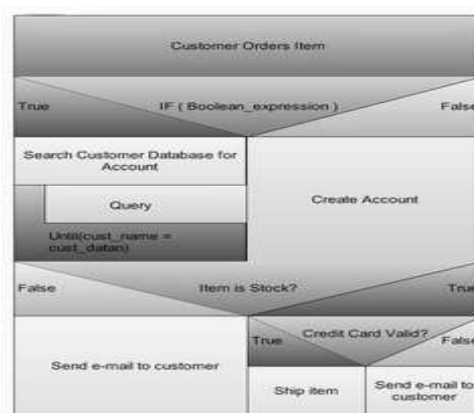 Customer Orders Item
True
IF ( Boolean_expression )
False
Search Customer Database for
Account
Query
Create Account
Until(cust_name =
cust_datan)
False
Item is Stock?
True
Credit Card Valid?
True
False
Send e-mail to customer
Ship item
Send e-mail to
customer